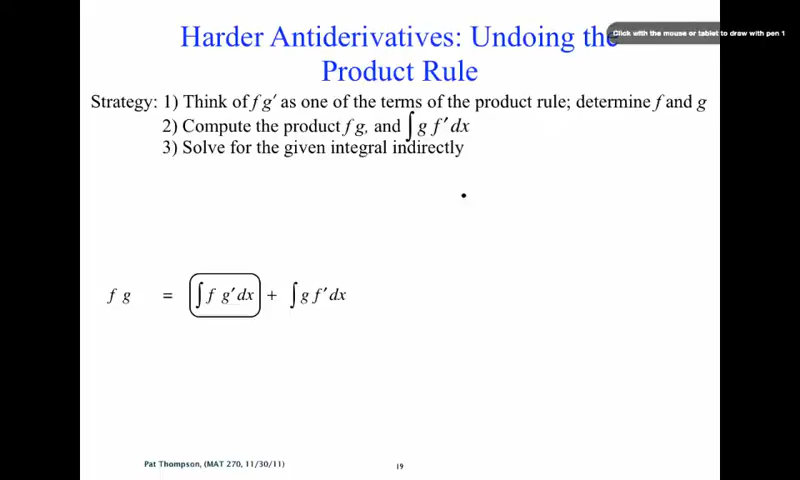 Harder Antiderivatives: Undoing the
Click with the mouse or tablet to draw with pen 1
Product Rule
Strategy: 1) Think of f g′ as one of the terms of the product rule; determine f and g
2) Compute the product f g, and ∫ g f′ dx
3) Solve for the given integral indirectly
f g = ∫ f g′ dx + ∫ g f′ dx
Pat Thompson, (MAT 270, 11/30/11)
19